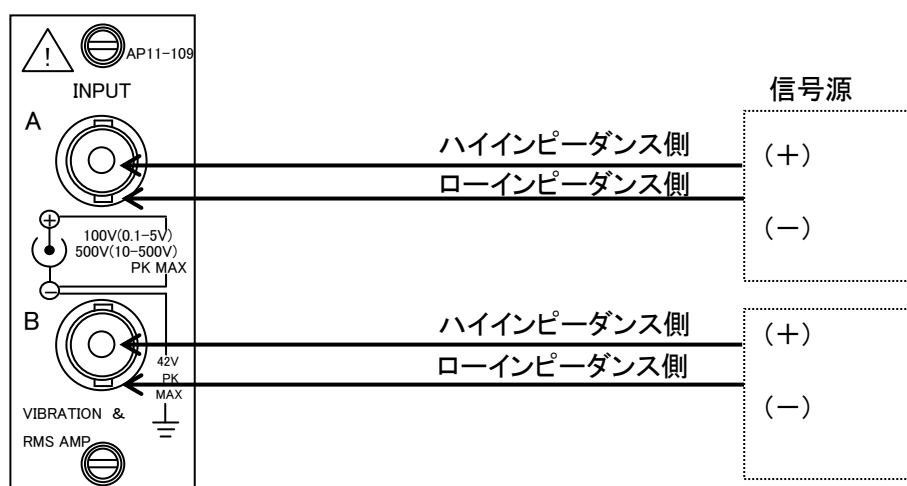 !
AP11-109
INPUT
A
100V(0.1-5V)
500V(10-500V)
PK MAX
B
42V
PK
MAX
VIBRATION &
RMS AMP
信号源
ハイインピーダンス側
(+)
ローインピーダンス側
(-)
ハイインピーダンス側
(+)
ローインピーダンス側
(-)